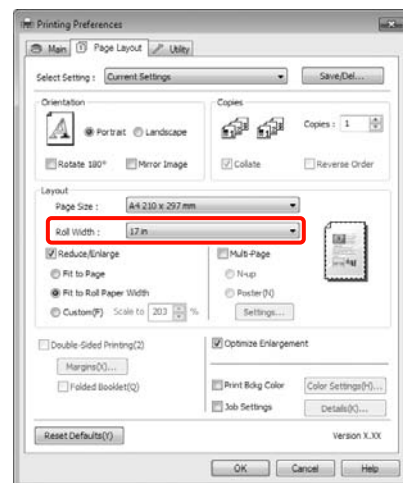 Printing Preferences
Main Page Layout Utility
Select Setting : Current Settings Save/Del...
Orientation Copies
Portrait Landscape Copies : 1
Rotate 180° Mirror Image Collate Reverse Order
Layout
Page Size : A4 210 x 297 mm
Roll Width : 17 in
Reduce/Enlarge Multi-Page
Fit to Page N-up
Fit to Roll Paper Width Poster(N)
Custom(P) Scale to 203 % Settings...
Double-Sided Printing(2) Optimize Enlargement
Margins(X)...
Folded Booklet(Q) Print Bckg Color Color Settings(H)...
Job Settings Details(K)...
Reset Defaults(Y) Version X.XX
OK Cancel Help